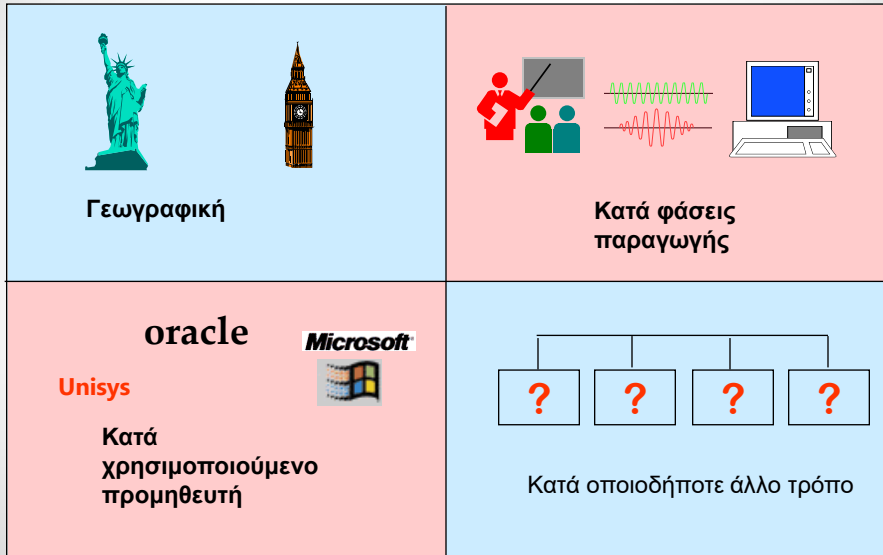 Γεωγραφική
Κατά φάσεις
παραγωγής
oracle
Microsoft
Unisys
Κατά
χρησιμοποιούμενο
προμηθευτή
? ? ? ?
Κατά οποιοδήποτε άλλο τρόπο